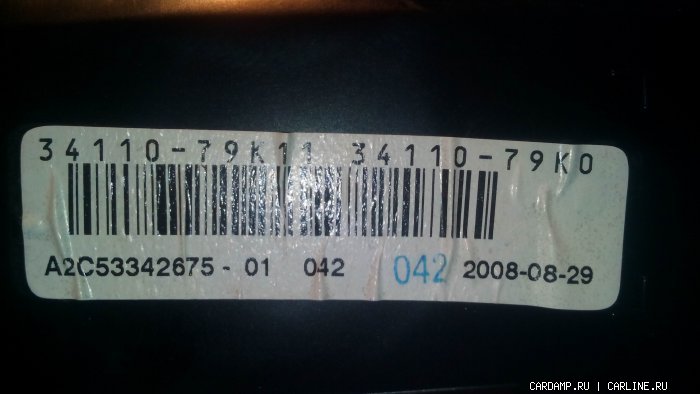 34110-79K11 34110-79K0
A2C53342675 - 01 042 042 2008-08-29
CARDAMP.RU | CARLINE.RU